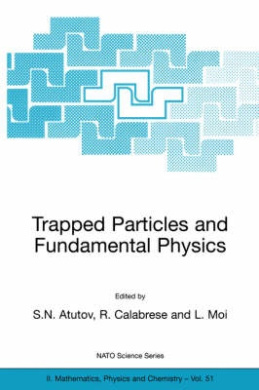 Trapped Particles and
Fundamental Physics
Edited by
S.N. Atutov, R. Calabrese and L. Moi
NATO Science Series
II. Mathematics, Physics and Chemistry – Vol. 51